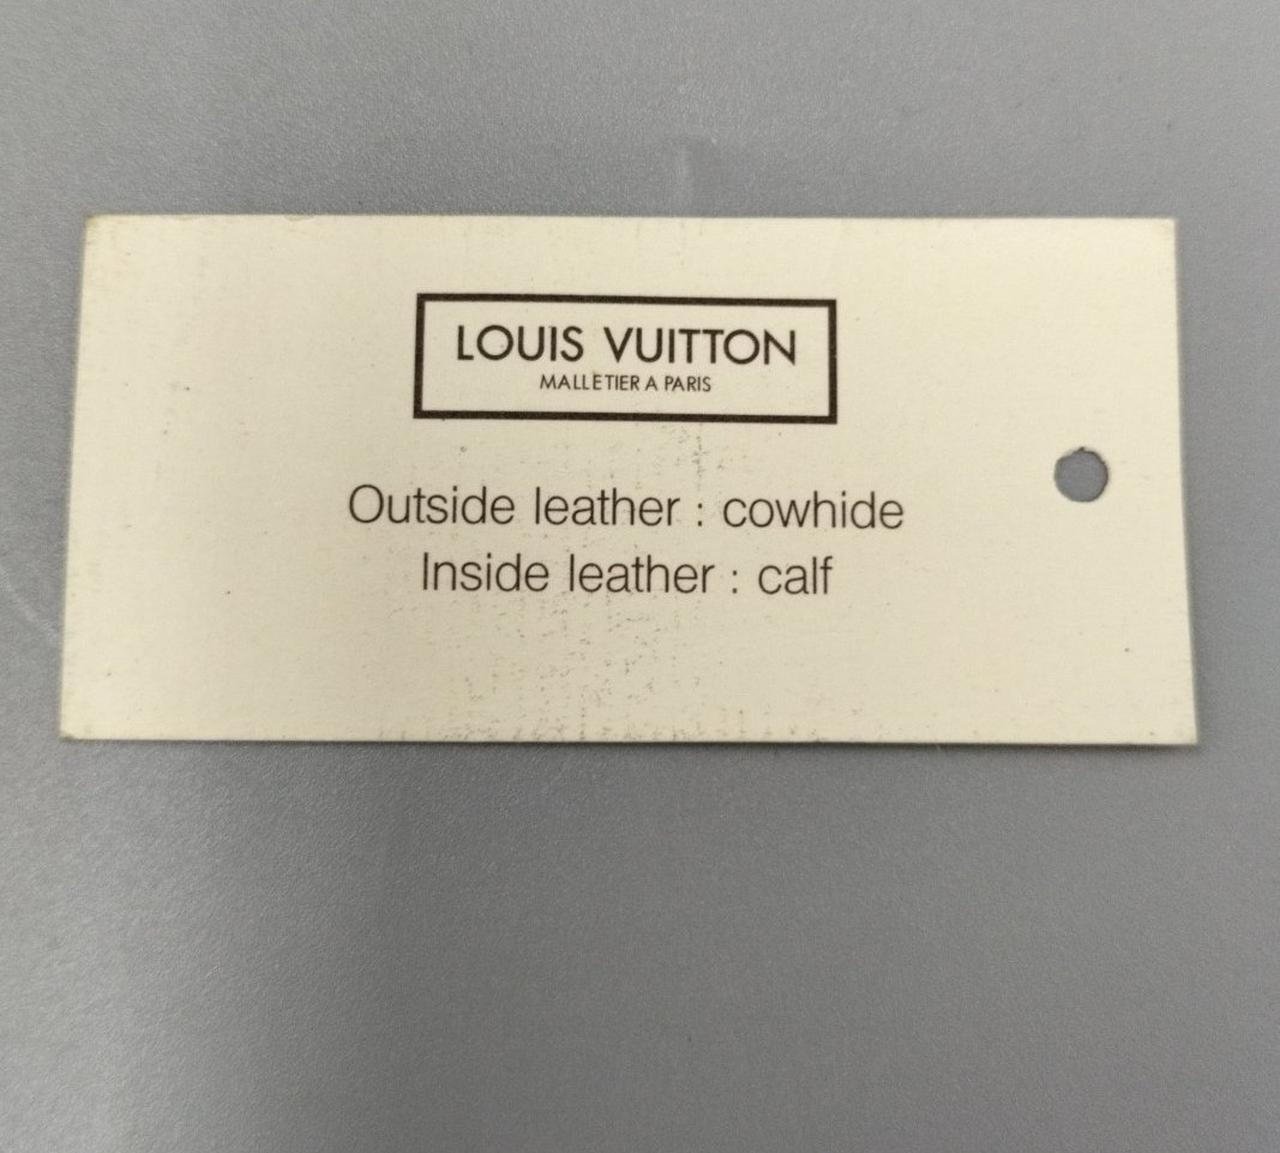 LOUIS VUITTON
MALLETIER A PARIS
Outside leather : cowhide
Inside leather : calf